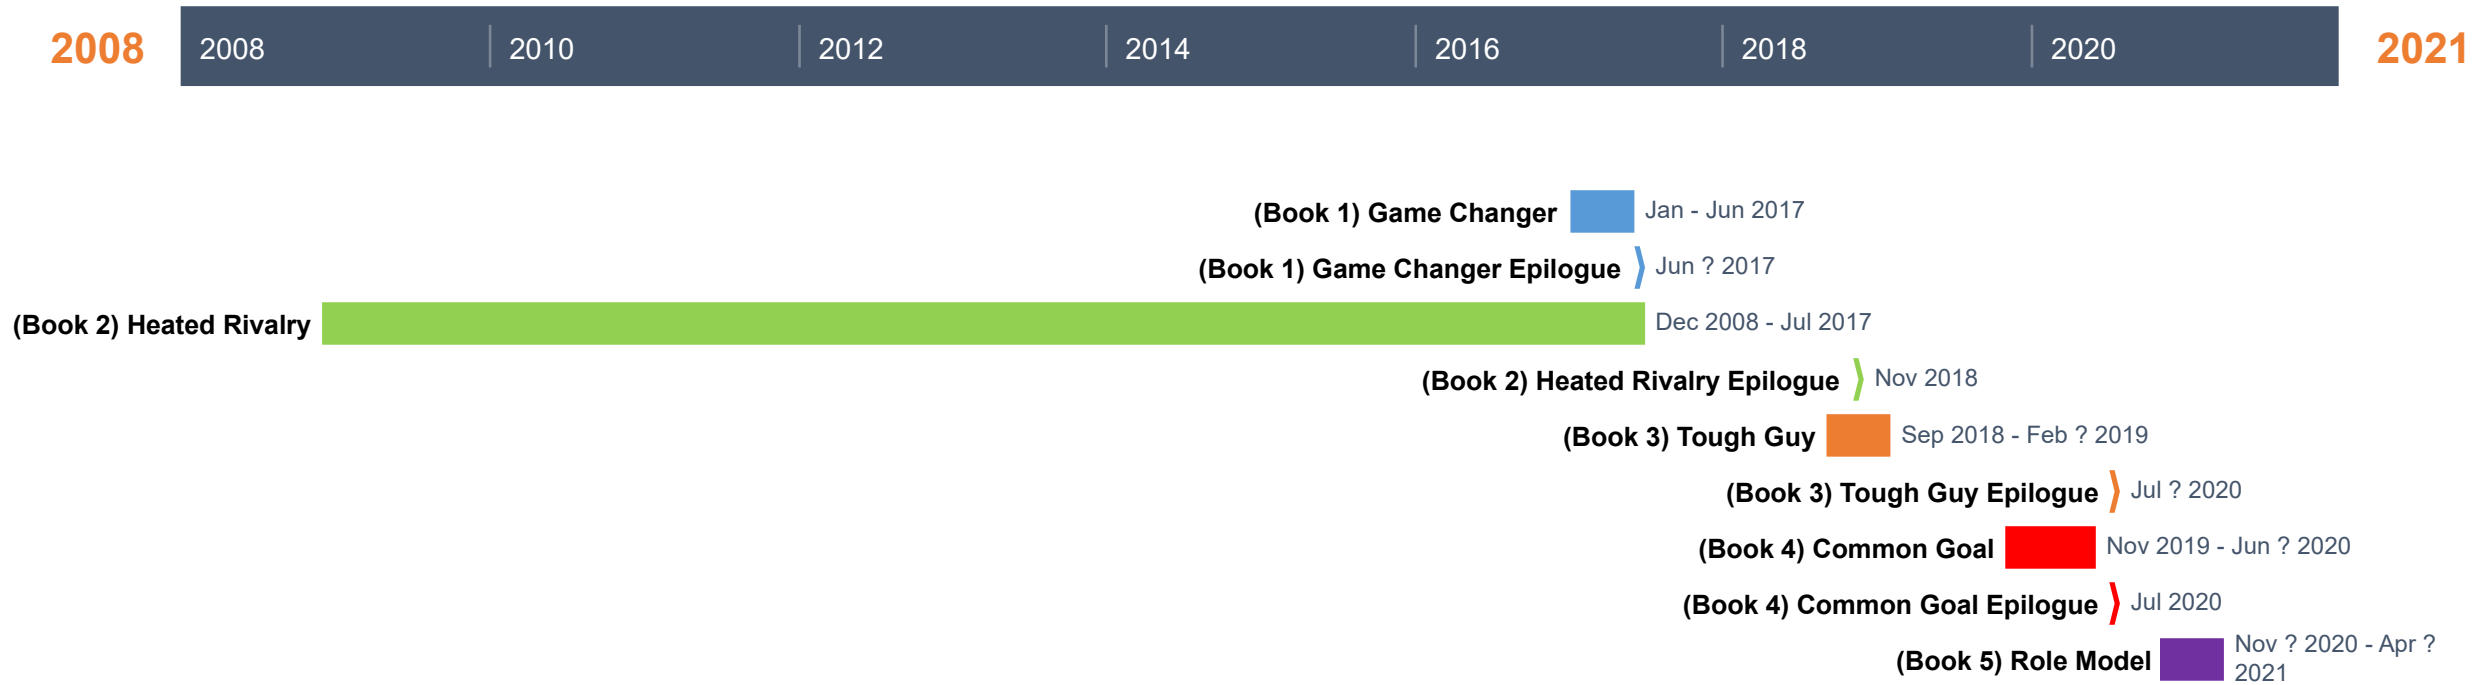 2008 2008 2010 2012 2014 2016 2018 2020 2021
(Book 1) Game Changer Jan - Jun 2017
(Book 1) Game Changer Epilogue Jun ? 2017
(Book 2) Heated Rivalry Dec 2008 - Jul 2017
(Book 2) Heated Rivalry Epilogue Nov 2018
(Book 3) Tough Guy Sep 2018 - Feb ? 2019
(Book 3) Tough Guy Epilogue Jul ? 2020
(Book 4) Common Goal Nov 2019 - Jun ? 2020
(Book 4) Common Goal Epilogue Jul 2020
(Book 5) Role Model Nov ? 2020 - Apr ?
2021